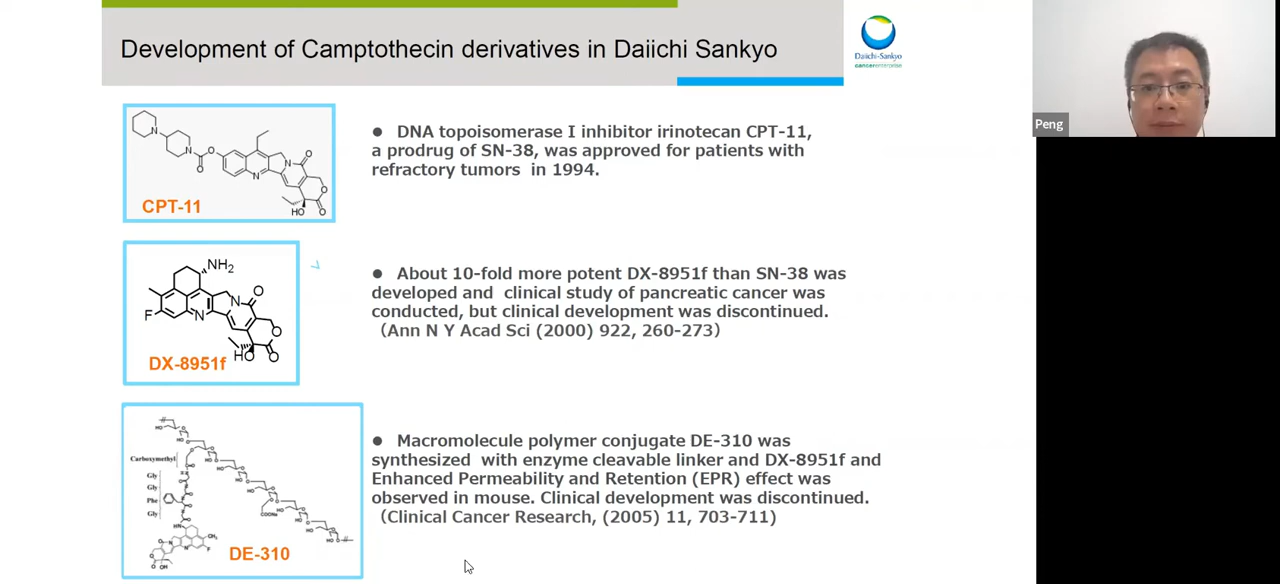 Development of Camptothecin derivatives in Daiichi Sankyo
Daiichi-Sankyo
cancerenterprise
Peng
CPT-11
● DNA topoisomerase I inhibitor irinotecan CPT-11,
a prodrug of SN-38, was approved for patients with
refractory tumors in 1994.
NH₂
F
DX-8951f
● About 10-fold more potent DX-8951f than SN-38 was
developed and clinical study of pancreatic cancer was
conducted, but clinical development was discontinued.
(Ann N Y Acad Sci (2000) 922, 260-273)
Carboxymethyl
Gly
Gly
Phe
Gly
DE-310
● Macromolecule polymer conjugate DE-310 was
synthesized with enzyme cleavable linker and DX-8951f and
Enhanced Permeability and Retention (EPR) effect was
observed in mouse. Clinical development was discontinued.
(Clinical Cancer Research, (2005) 11, 703-711)